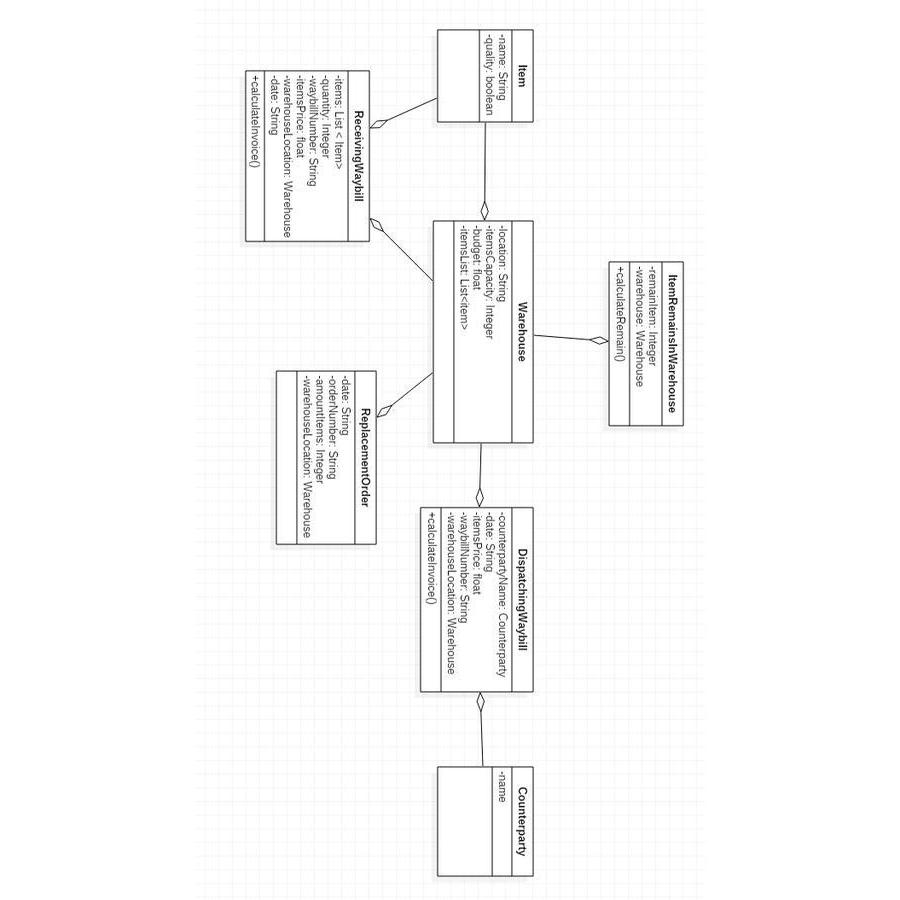 Item
-name: String
-quality: boolean
ReceivingWaybill
-items: List < Item>
-quantity: Integer
-waybillNumber: String
-itemsPrice: float
-warehouseLocation: Warehouse
-date: String
+calculateInvoice()
Warehouse
-location: String
-itemsCapacity: Integer
-budget: float
-itemsList: List<item>
ItemRemainsInWarehouse
-remainItem: Integer
-warehouse: Warehouse
+calculateRemain()
ReplacementOrder
-date: String
-orderNumber: String
-amountItems: Integer
-warehouseLocation: Warehouse
DispatchingWaybill
-counterpartyName: Counterparty
-date: String
-itemsPrice: float
-waybillNumber: String
-warehouseLocation: Warehouse
+calculateInvoice()
Counterparty
-name